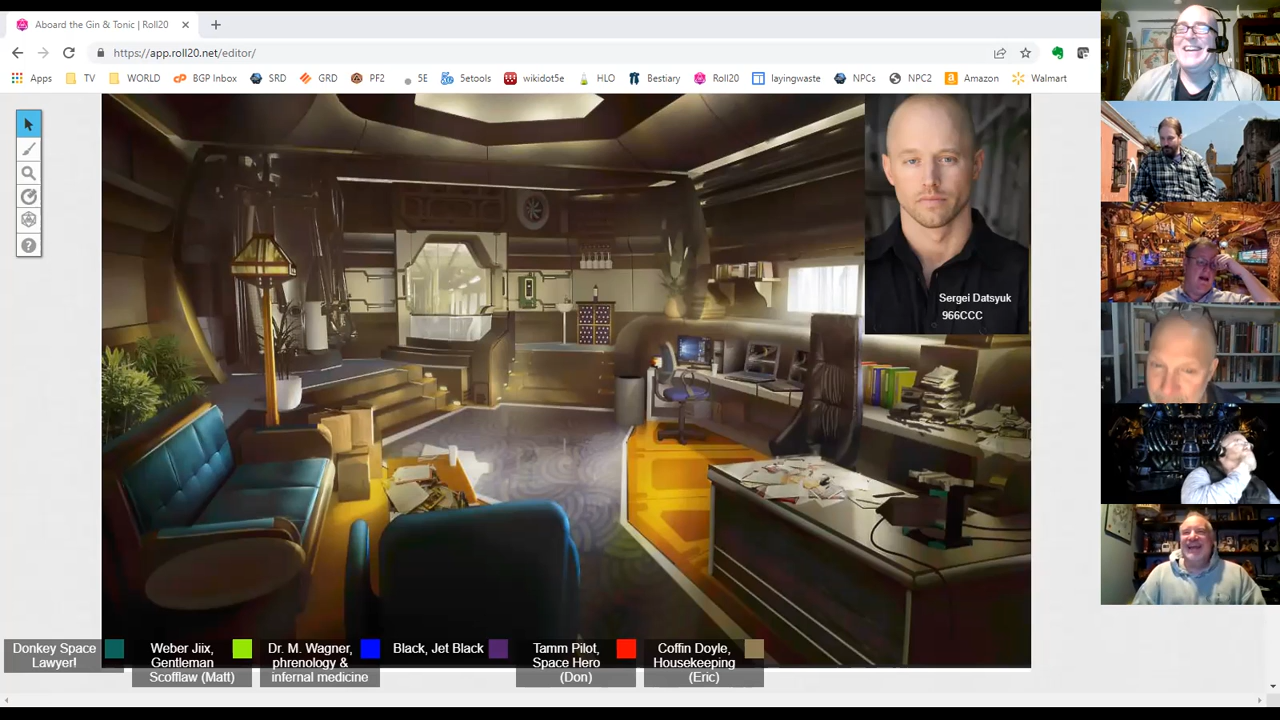 Aboard the Gin & Tonic | Roll20
https://app.roll20.net/editor/
Apps TV WORLD BGP Inbox SRD GRD PF2 5E 5etools wikidot5e HLO Bestiary Roll20 layingwaste NPCs NPC2 Amazon Walmart
Sergei Datsyuk
966CCC
Donkey Space
Lawyer!
Weber Jiix,
Gentleman
Scofflaw (Matt)
Dr. M. Wagner,
phrenology &
infernal medicine
Black, Jet Black
Tamm Pilot,
Space Hero
(Don)
Coffin Doyle,
Housekeeping
(Eric)